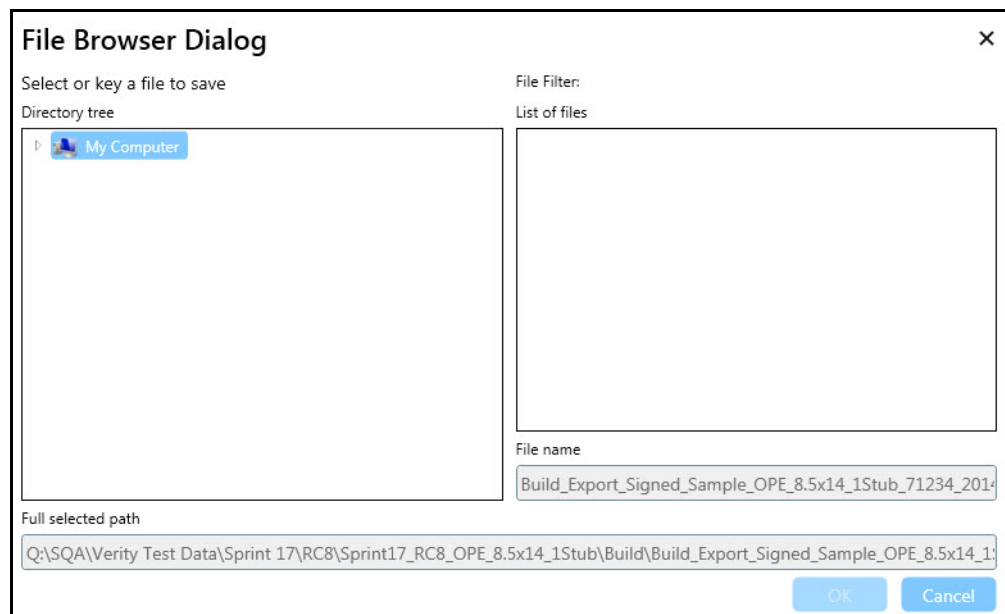 File Browser Dialog
Select or key a file to save
File Filter:
Directory tree
List of files
My Computer
File name
Build_Export_Signed_Sample_OPE_8.5x14_1Stub_71234_2014
Full selected path
Q:\SQA\Verity Test Data\Sprint 17\RC8\Sprint17_RC8_OPE_8.5x14_1Stub\Build\Build_Export_Signed_Sample_OPE_8.5x14_1S
OK
Cancel